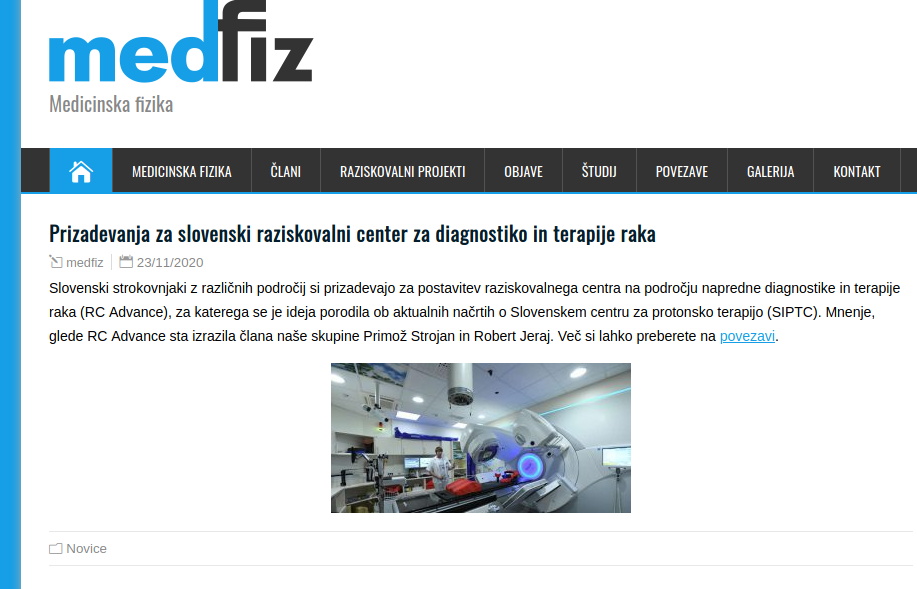 medfiz
Medicinska fizika
MEDICINSKA FIZIKA ČLANI RAZISKOVALNI PROJEKTI OBJAVE ŠTUDIJ POVEZAVE GALERIJA KONTAKT
Prizadevanja za slovenski raziskovalni center za diagnostiko in terapije raka
medfiz 23/11/2020
Slovenski strokovnjaki z različnih področij si prizadevajo za postavitev raziskovalnega centra na področju napredne diagnostike in terapije
raka (RC Advance), za katerega se je ideja porodila ob aktualnih načrtih o Slovenskem centru za protonsko terapijo (SIPTC). Mnenje,
glede RC Advance sta izrazila člana naše skupine Primož Strojan in Robert Jeraj. Več si lahko preberete na povezavi.
Novice